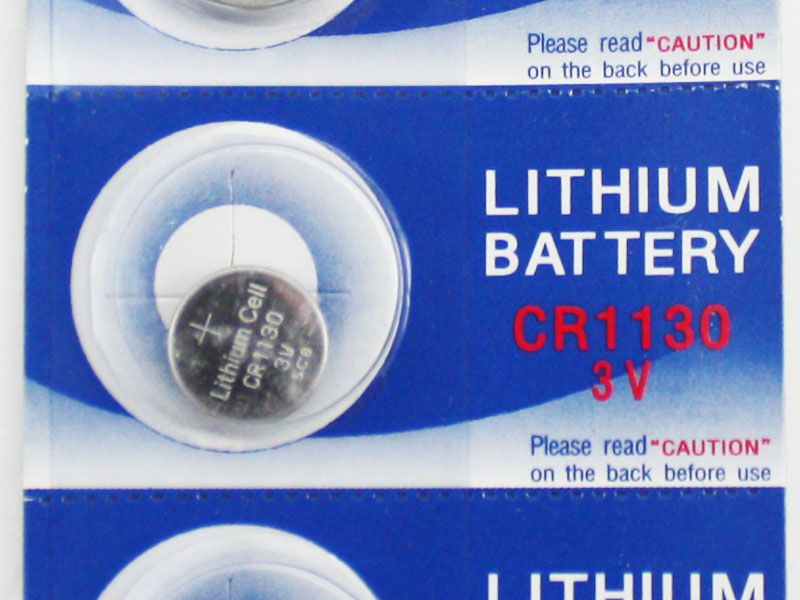 Please read "CAUTION"
on the back before use
LITHIUM
BATTERY
CR1130
3V
+
Lithium Cell
CR1130
3V
Please read "CAUTION"
on the back before use
LITHIUM